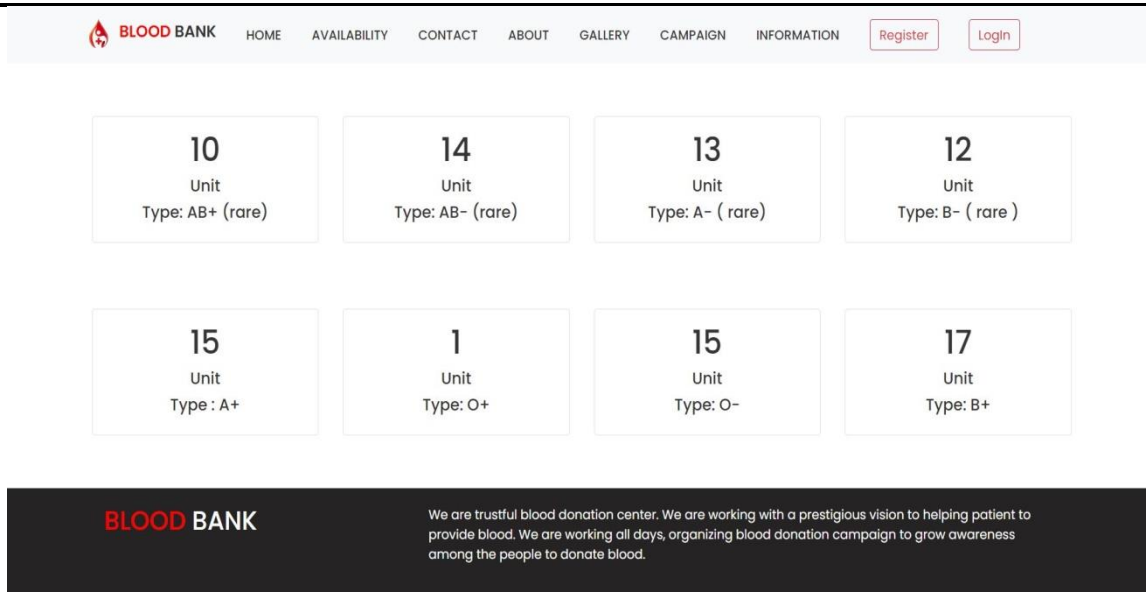 BLOOD BANK HOME AVAILABILITY CONTACT ABOUT GALLERY CAMPAIGN INFORMATION Register LogIn
10
Unit
Type: AB+ (rare)
14
Unit
Type: AB- (rare)
13
Unit
Type: A- ( rare)
12
Unit
Type: B- ( rare )
15
Unit
Type : A+
1
Unit
Type: O+
15
Unit
Type: O-
17
Unit
Type: B+
BLOOD BANK
We are trustful blood donation center. We are working with a prestigious vision to helping patient to
provide blood. We are working all days, organizing blood donation campaign to grow awareness
among the people to donate blood.